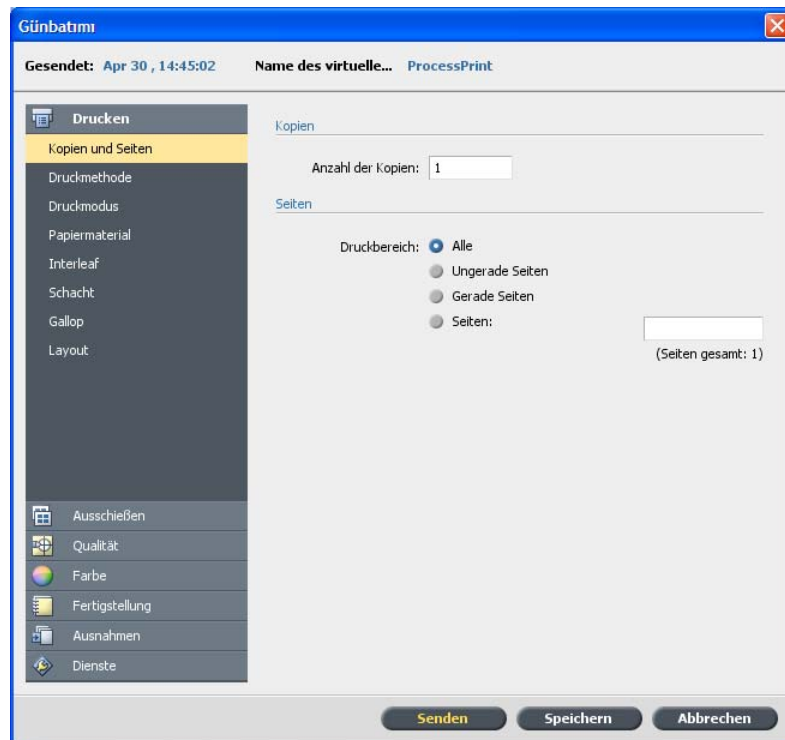 Günbatımı
Gesendet: Apr 30 , 14:45:02 Name des virtuelle... ProcessPrint
Drucken
Kopien und Seiten
Druckmethode
Druckmodus
Papiermaterial
Interleaf
Schacht
Gallop
Layout
Ausschießen
Qualität
Farbe
Fertigstellung
Ausnahmen
Dienste
Kopien
Anzahl der Kopien: 1
Seiten
Druckbereich: Alle
Ungerade Seiten
Gerade Seiten
Seiten:
(Seiten gesamt: 1)
Senden Speichern Abbrechen